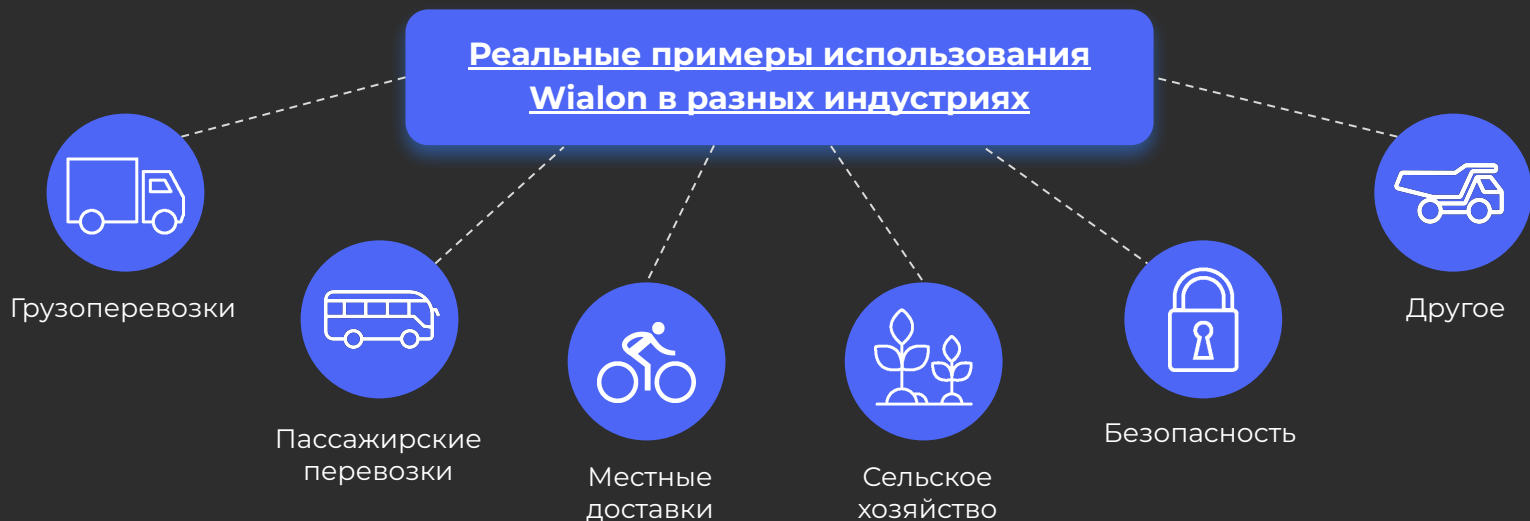 Реальные примеры использования
Wialon в разных индустриях
Грузоперевозки
Пассажирские
перевозки
Местные
доставки
Сельское
хозяйство
Безопасность
Другое